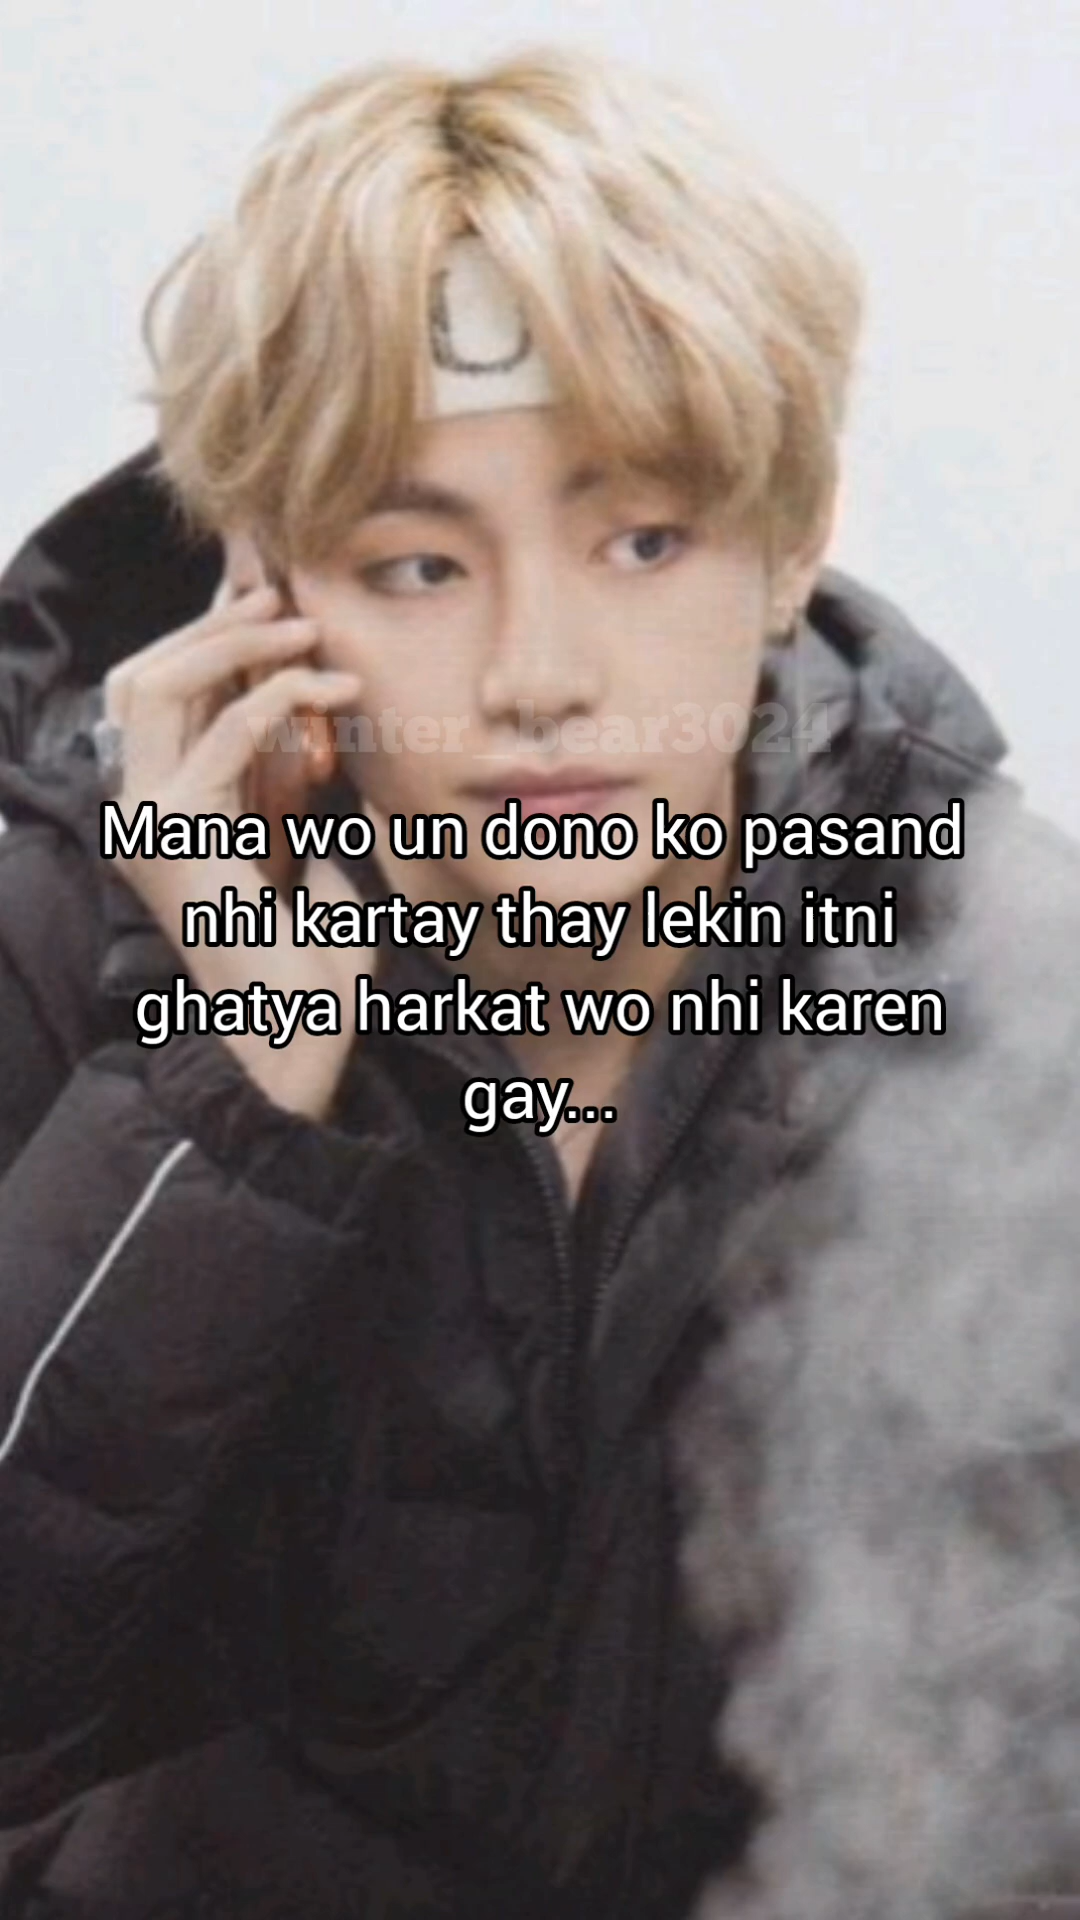 winter_bear3024
Mana wo un dono ko pasand
nhi kartay thay lekin itni
ghatya harkat wo nhi karen
gay...